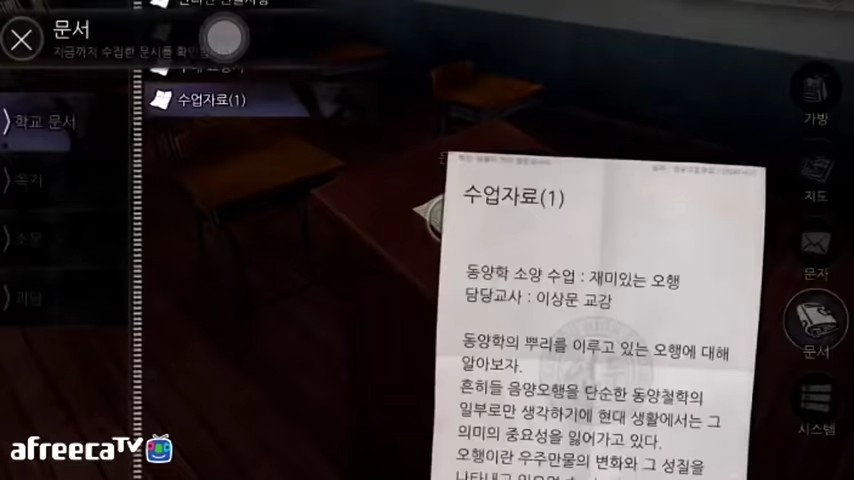 문서
지금까지 수집한 문서를 확인
수업자료(1)
학교 문서
쪽지
소문
괴담
가방
지도
문자
문서
시스템
수업자료(1)
동양학 소양 수업 : 재미있는 오행
담당교사 : 이상문 교감
동양학의 뿌리를 이루고 있는 오행에 대해
알아보자.
흔히들 음양오행을 단순한 동양철학의
일부로만 생각하기에 현대 생활에서는 그
의미의 중요성을 잃어가고 있다.
오행이란 우주만물의 변화와 그 성질을
afreecaTV